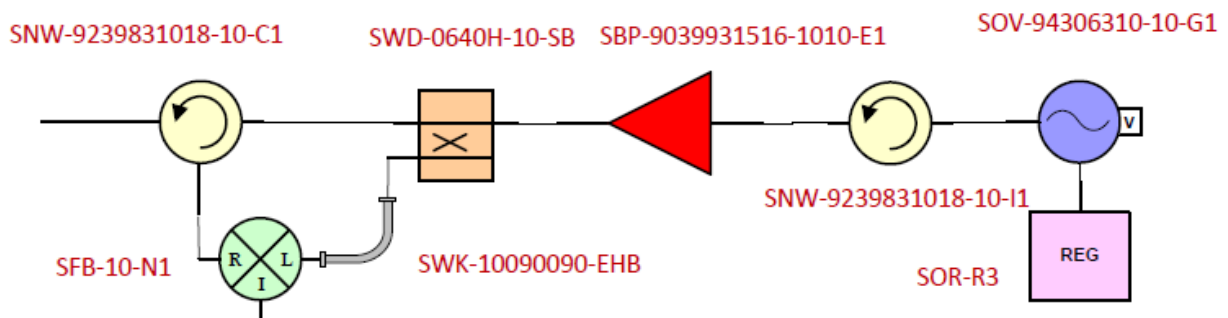 SNW-9239831018-10-C1
SWD-0640H-10-SB
SBP-9039931516-1010-E1
SOV-94306310-10-G1
V
SNW-9239831018-10-I1
SFB-10-N1
R
L
I
SWK-10090090-EHB
SOR-R3
REG